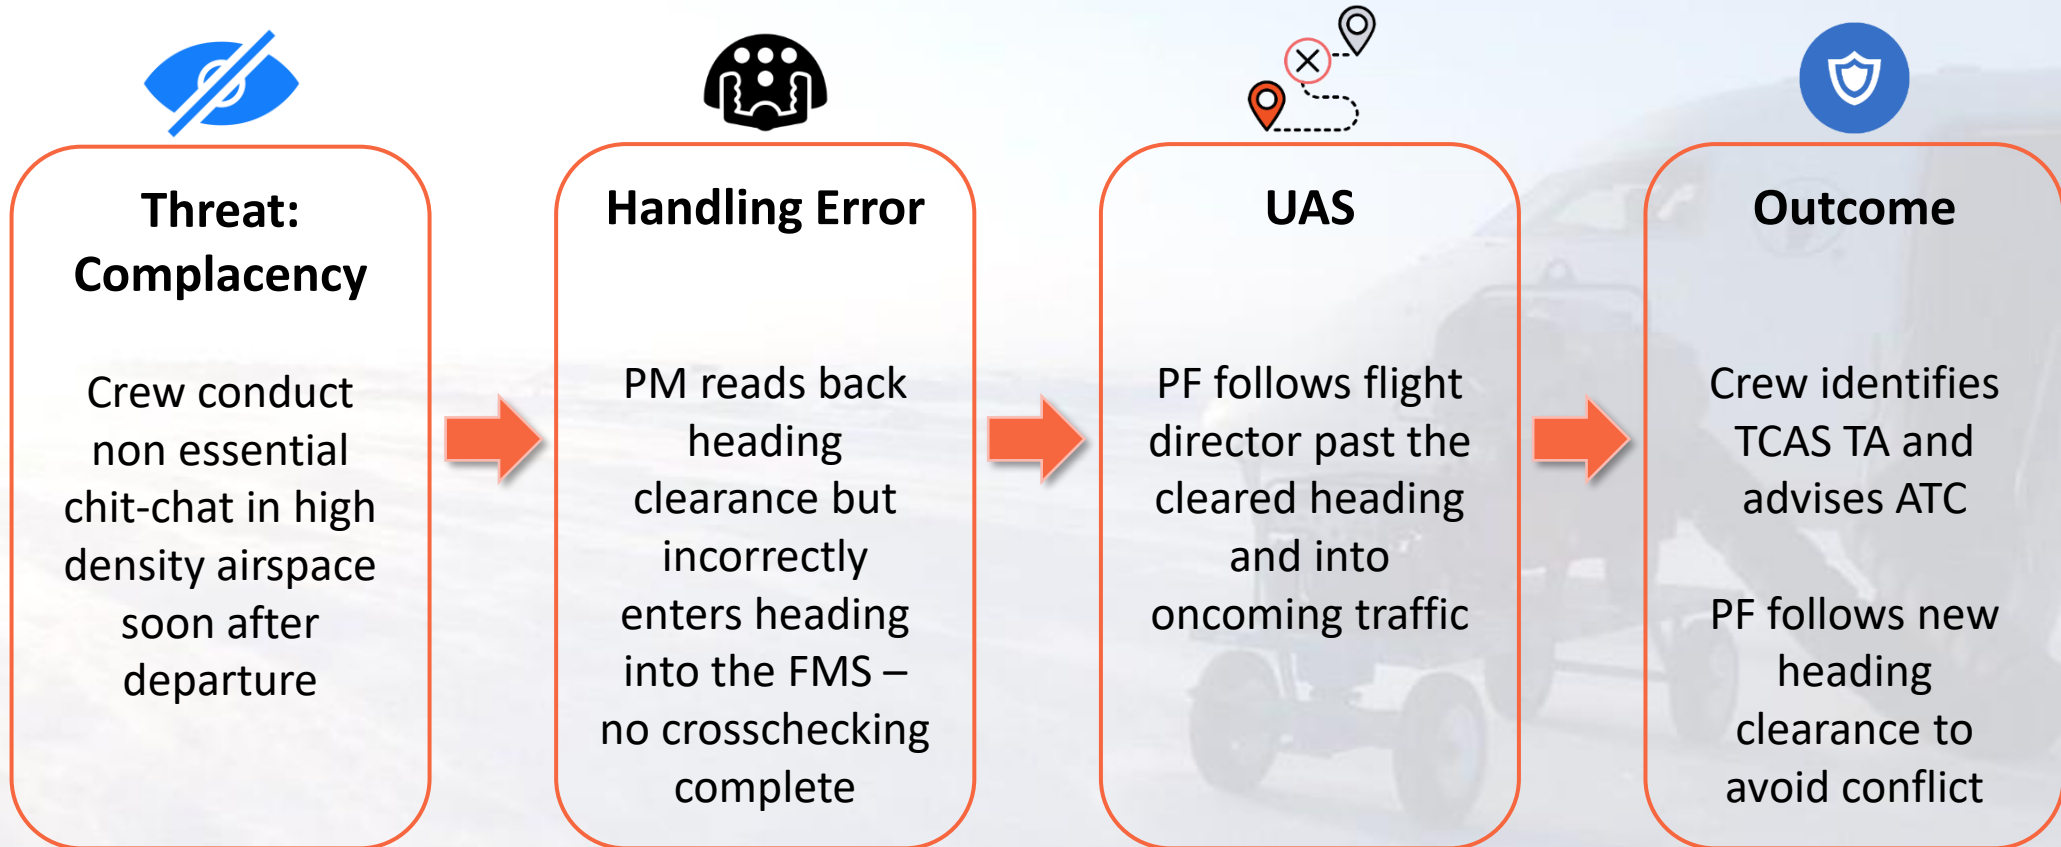 Threat:
Complacency
Crew conduct
non essential
chit-chat in high
density airspace
soon after
departure
Handling Error
PM reads back
heading
clearance but
incorrectly
enters heading
into the FMS –
no crosschecking
complete
UAS
PF follows flight
director past the
cleared heading
and into
oncoming traffic
Outcome
Crew identifies
TCAS TA and
advises ATC
PF follows new
heading
clearance to
avoid conflict